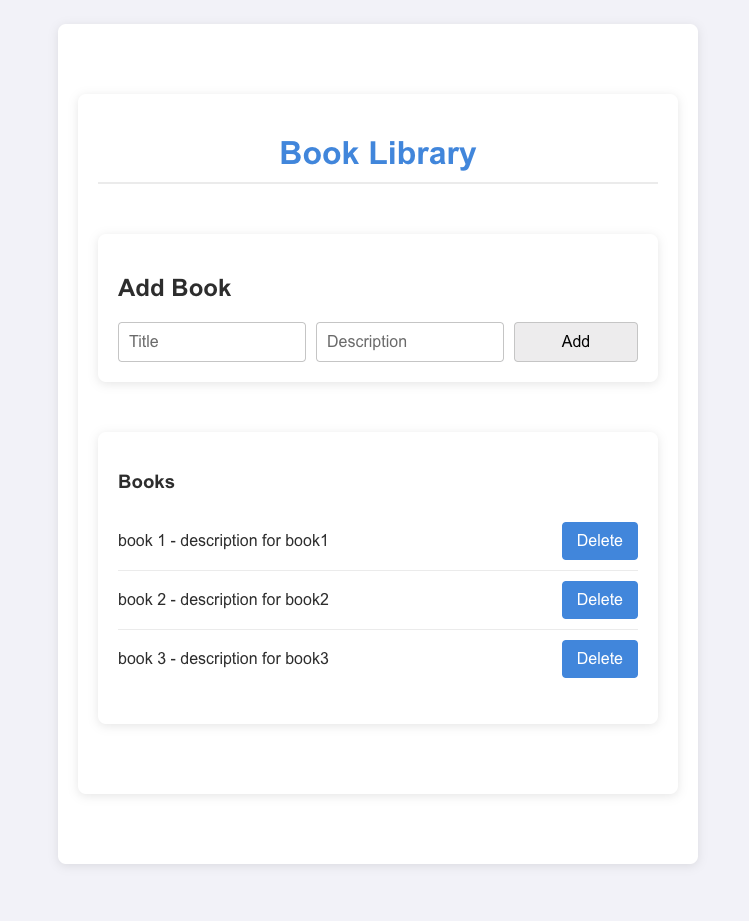 Book Library
Add Book
Title Description Add
Books
book 1 - description for book1 Delete
book 2 - description for book2 Delete
book 3 - description for book3 Delete